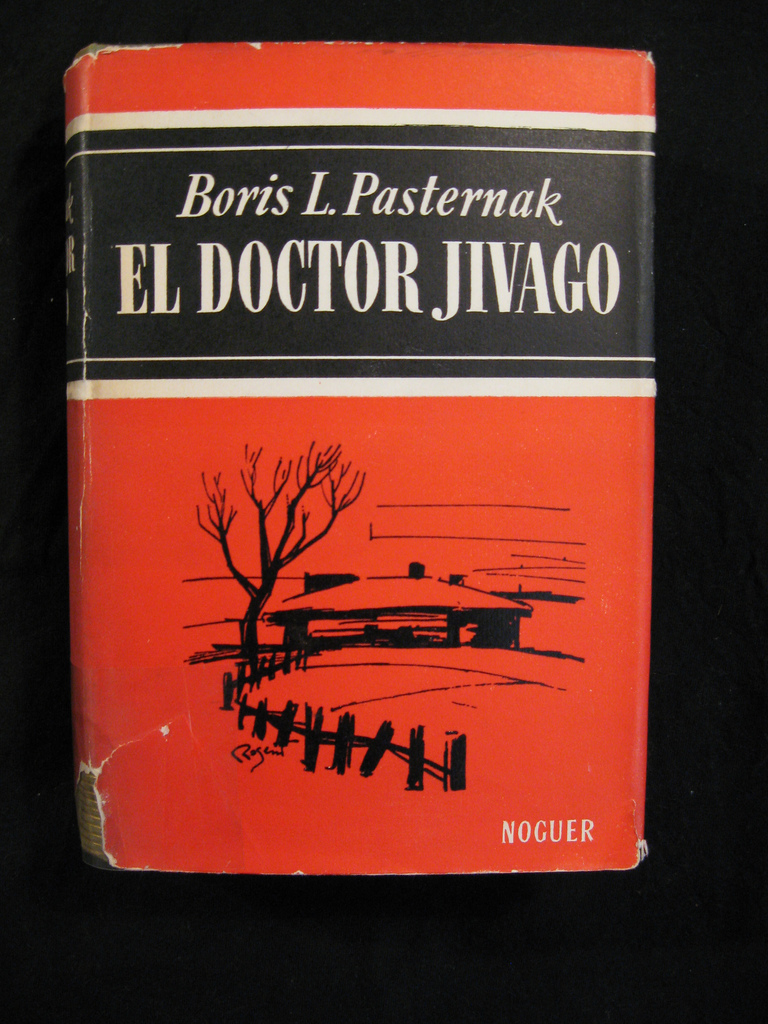 Boris L. Pasternak
EL DOCTOR JIVAGO
NOGUER